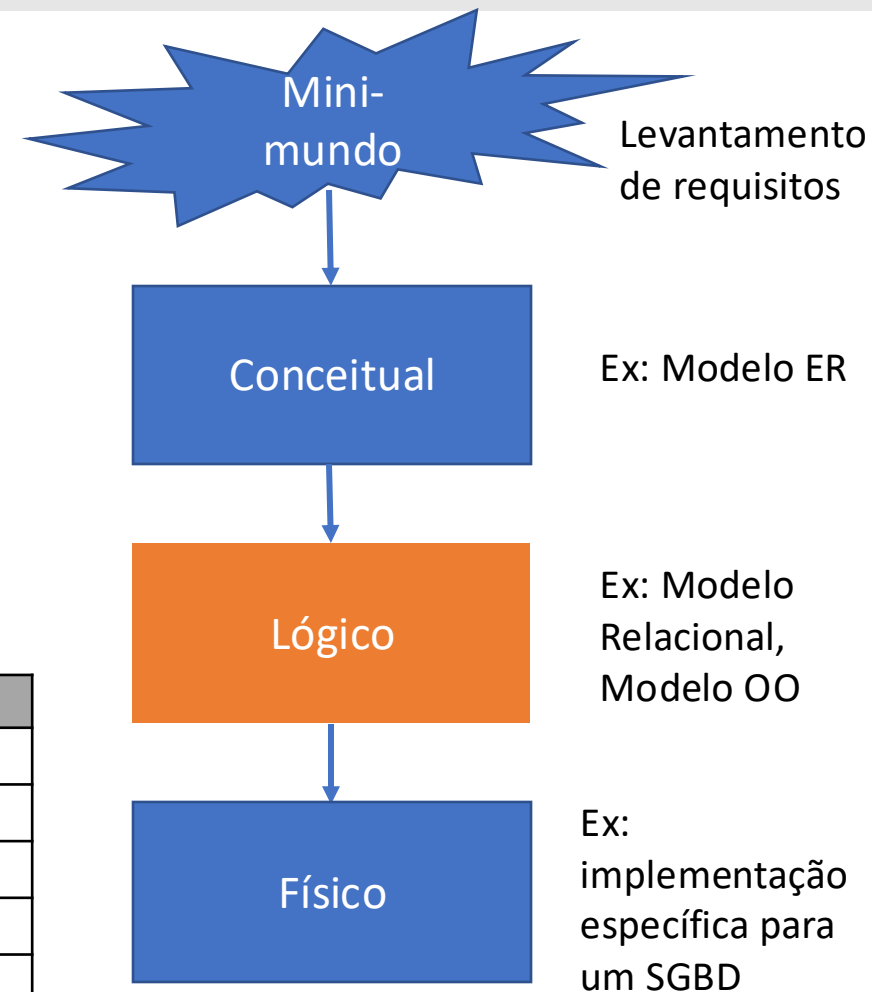 Mini-
mundo
Levantamento
de requisitos
Conceitual
Ex: Modelo ER
Lógico
Ex: Modelo
Relacional,
Modelo OO
Físico
Ex:
implementação
específica para
um SGBD